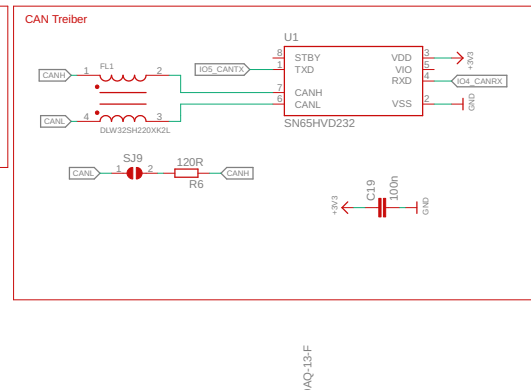 CAN Treiber
U1
8 STBY VDD 3
1 TXD VIO 5
RXD 4
7 CANH
6 CANL VSS 2
SN65HVD232
+3V3
IO4_CANRX
GND
IO5_CANTX
FL1
CANH 1 2
CANL 4 3
DLW32SH220XK2L
SJ9
CANL 1 2 120R CANH
R6
+3V3
C19
100n
GND
AQ-13-F